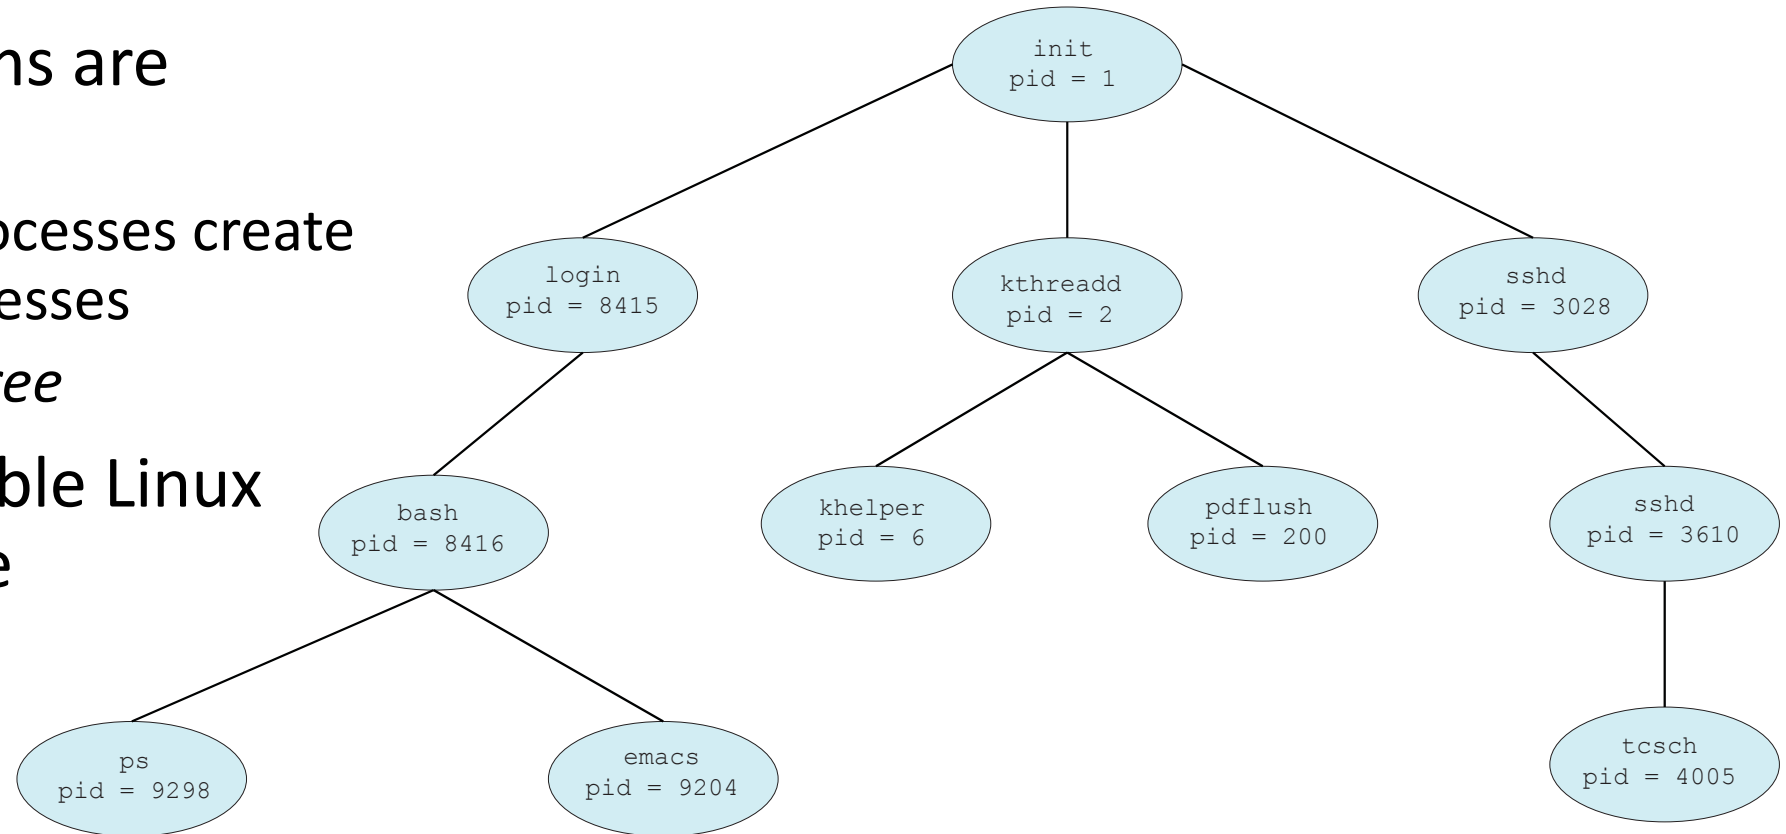 ns are
ocesses create
esses
ree
ble Linux
e
init
pid = 1
login
pid = 8415
kthreadd
pid = 2
sshd
pid = 3028
bash
pid = 8416
khelper
pid = 6
pdflush
pid = 200
sshd
pid = 3610
ps
pid = 9298
emacs
pid = 9204
tcsch
pid = 4005